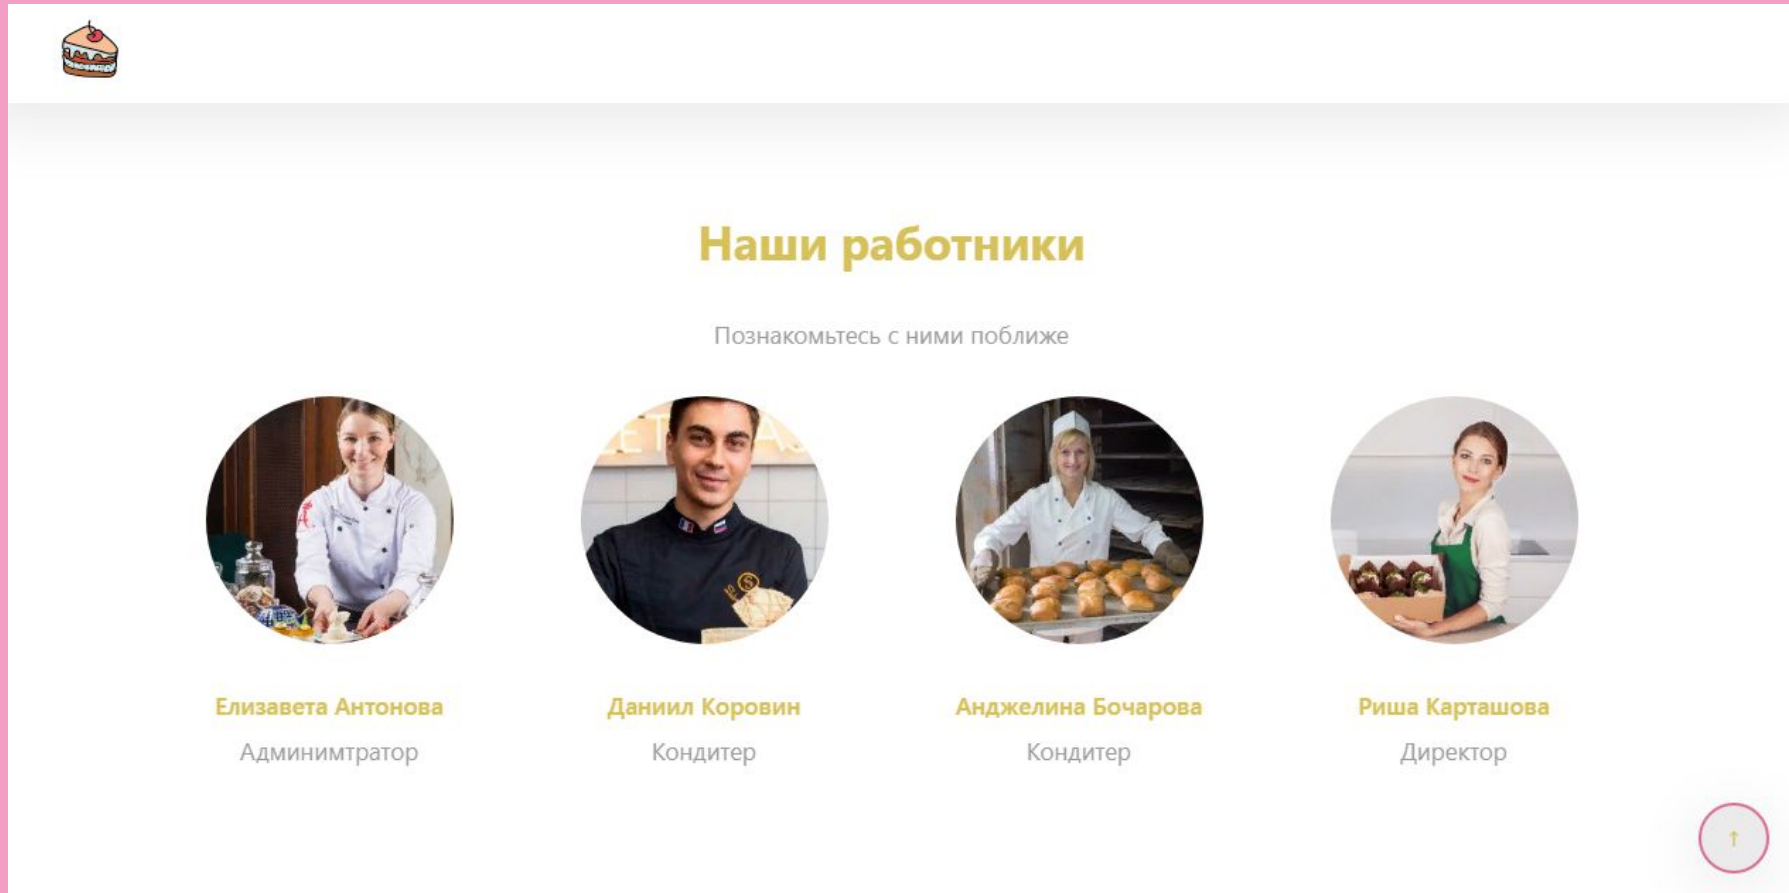 Наши работники
Познакомьтесь с ними поближе
Елизавета Антонова
Даниил Коровин
Анджелина Бочарова
Риша Карташова
Админимтратор
Кондитер
Кондитер
Директор
↑